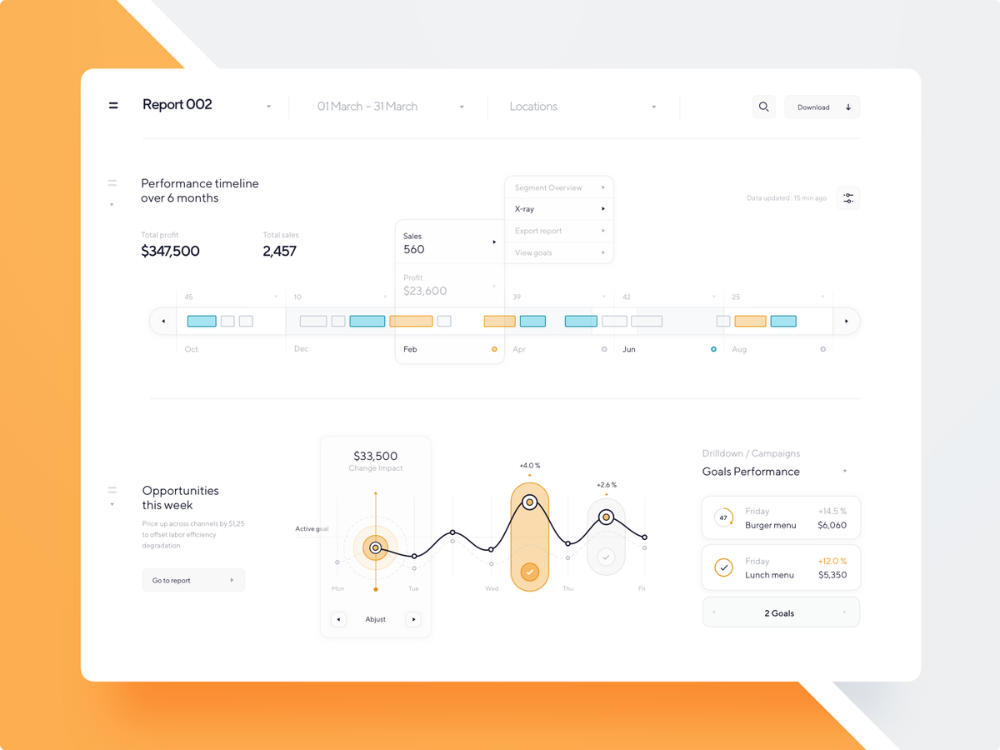 Report 002
01 March - 31 March
Locations
Download
Performance timeline
over 6 months
Segment Overview
X-ray
Export report
View goals
Data updated : 15 min ago
Total profit
$347,500
Total sales
2,457
Sales
560
Profit
$23,600
45
10
39
42
25
Oct
Dec
Feb
Apr
Jun
Aug
Opportunities
this week
Price up across channels by $1,25
to offset labor efficiency
degradation
Go to report
$33,500
Change Impact
Active goal
+4.0 %
+2.6 %
Mon
Tue
Wed
Thu
Fri
Abjust
Drilldown / Campaigns
Goals Performance
47
Friday
+14.5 %
Burger menu
$6,060
Friday
+12.0 %
Lunch menu
$5,350
2 Goals